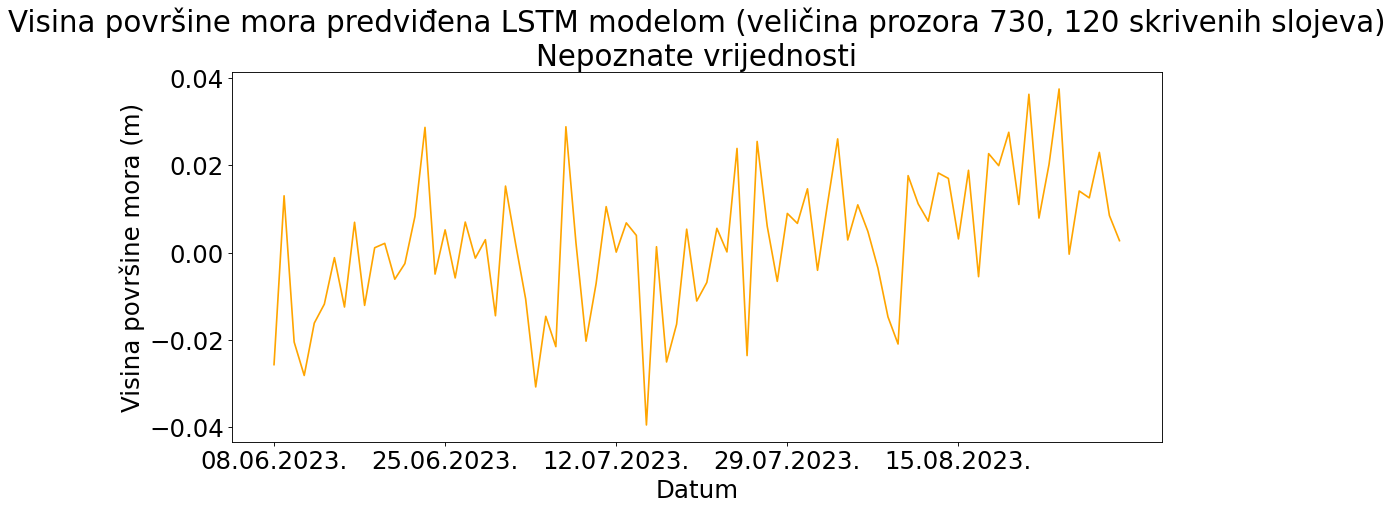 Visina površine mora predviđena LSTM modelom (veličina prozora 730, 120 skrivenih slojeva)
Nepoznate vrijednosti
Visina površine mora (m)
0.04
0.02
0.00
−0.02
−0.04
08.06.2023. 25.06.2023. 12.07.2023. 29.07.2023. 15.08.2023.
Datum